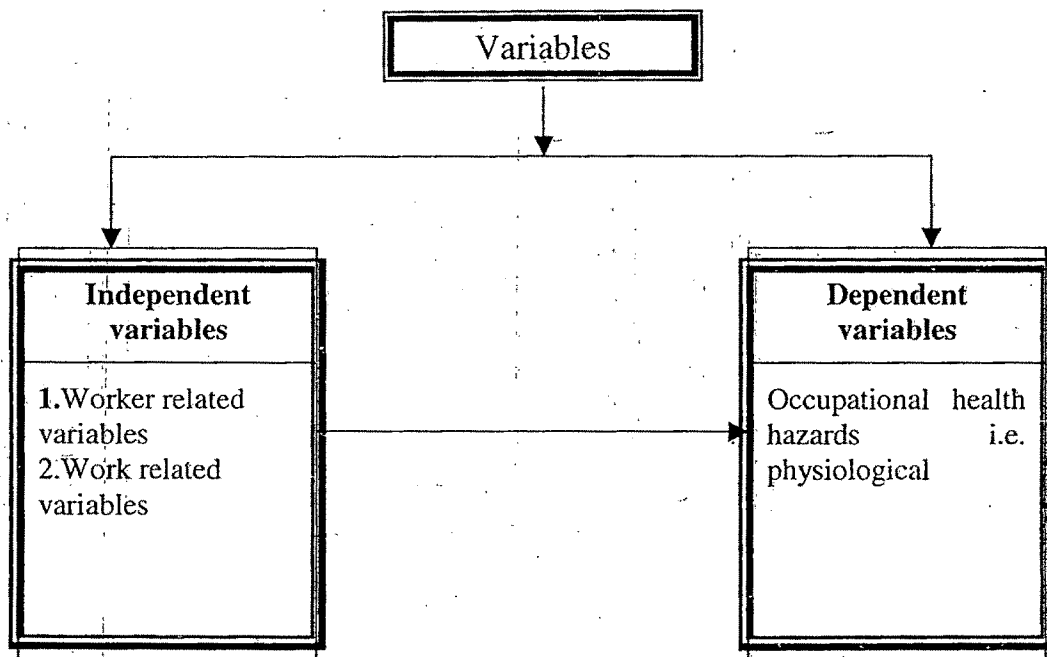 Variables
Independent
variables
1.Worker related
variables
2.Work related
variables
Dependent
variables
Occupational health
hazards i.e.
physiological